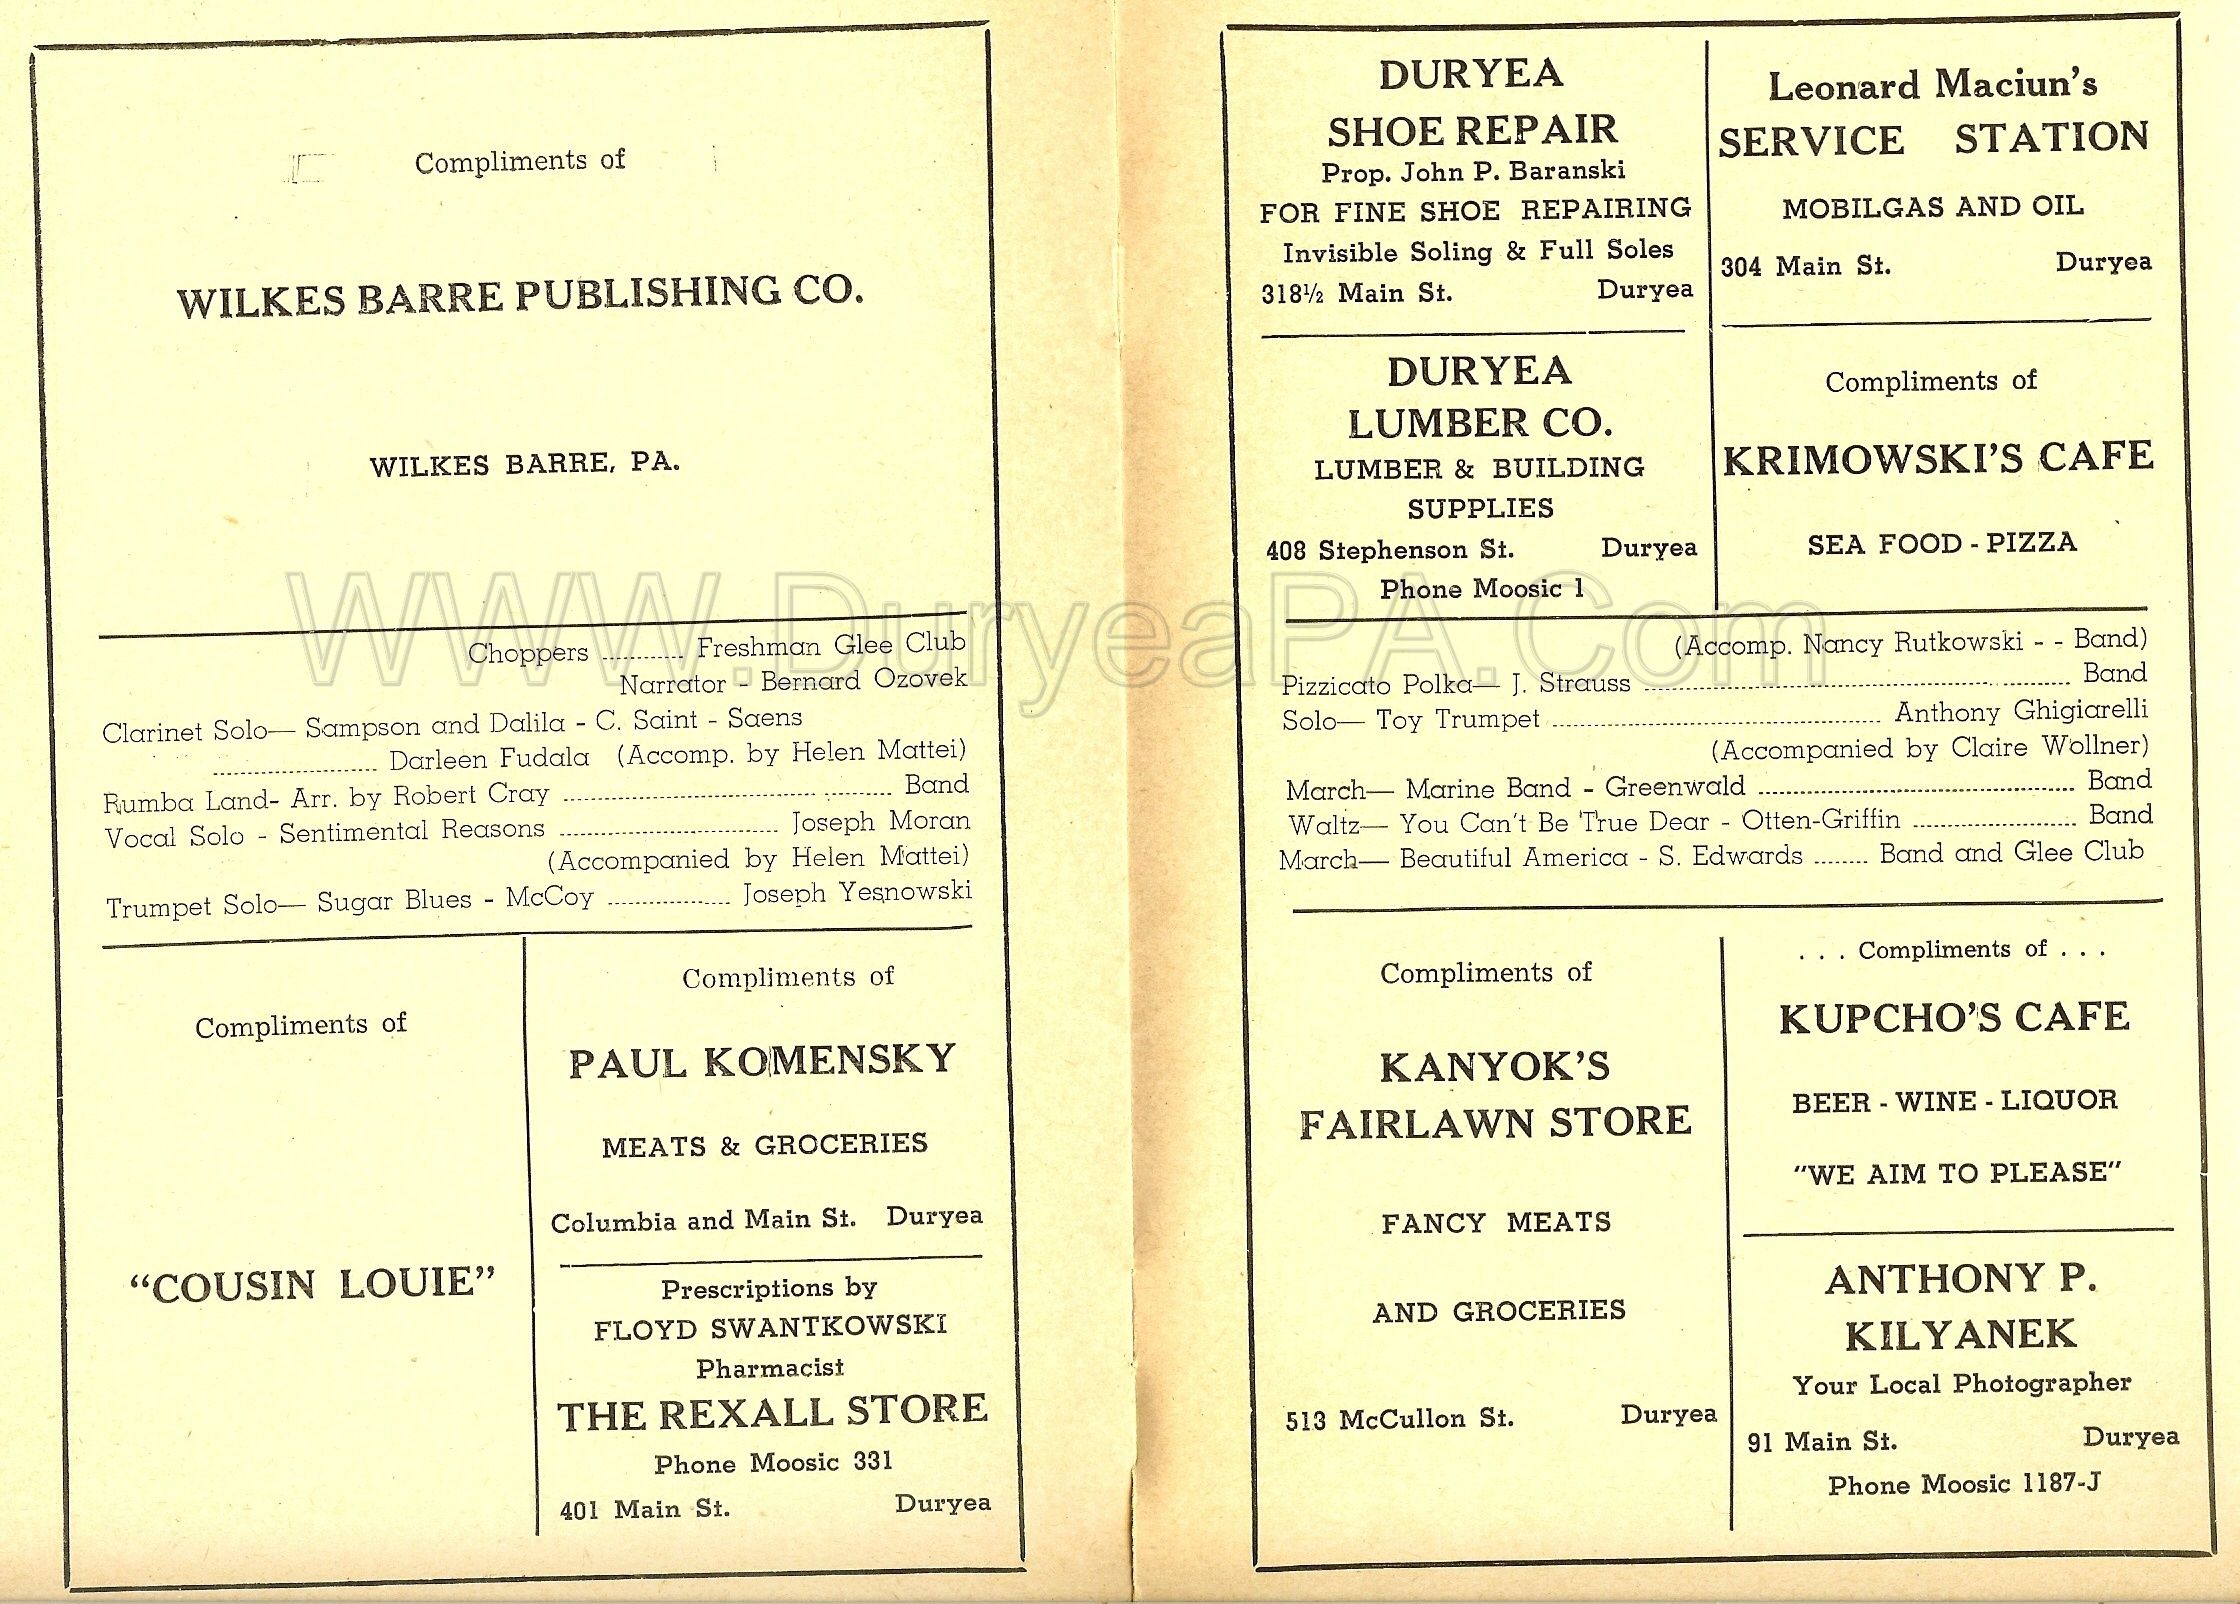 Compliments of
WILKES BARRE PUBLISHING CO.
WILKES BARRE, PA.
Choppers ............ Freshman Glee Club
Narrator - Bernard Ozovek
Clarinet Solo— Sampson and Dalila - C. Saint - Saens
........................ Darleen Fudala (Accomp. by Helen Mattei)
Rumba Land- Arr. by Robert Cray ................................................ Band
Vocal Solo - Sentimental Reasons ................................ Joseph Moran
(Accompanied by Helen Mattei)
Trumpet Solo— Sugar Blues - McCoy .................. Joseph Yesnowski
Compliments of
"COUSIN LOUIE"
Compliments of
PAUL KOMENSKY
MEATS & GROCERIES
Columbia and Main St. Duryea
Prescriptions by
FLOYD SWANTKOWSKI
Pharmacist
THE REXALL STORE
Phone Moosic 331
401 Main St. Duryea
DURYEA
SHOE REPAIR
Prop. John P. Baranski
FOR FINE SHOE REPAIRING
Invisible Soling & Full Soles
318½ Main St. Duryea
Leonard Maciun's
SERVICE STATION
MOBILGAS AND OIL
304 Main St. Duryea
DURYEA
LUMBER CO.
LUMBER & BUILDING
SUPPLIES
408 Stephenson St. Duryea
Phone Moosic 1
Compliments of
KRIMOWSKI'S CAFE
SEA FOOD - PIZZA
(Accomp. Nancy Rutkowski - - Band)
Pizzicato Polka— J. Strauss ................................................ Band
Solo— Toy Trumpet ................................................ Anthony Ghigiarelli
(Accompanied by Claire Wollner)
March— Marine Band - Greenwald ................................................ Band
Waltz— You Can't Be True Dear - Otten-Griffin ........................ Band
March— Beautiful America - S. Edwards ........ Band and Glee Club
Compliments of
KANYOK'S
FAIRLAWN STORE
FANCY MEATS
AND GROCERIES
513 McCullon St. Duryea
. . . Compliments of . . .
KUPCHO'S CAFE
BEER - WINE - LIQUOR
"WE AIM TO PLEASE"
ANTHONY P.
KILYANEK
Your Local Photographer
91 Main St. Duryea
Phone Moosic 1187-J
WWW.DuryeaPA.Com